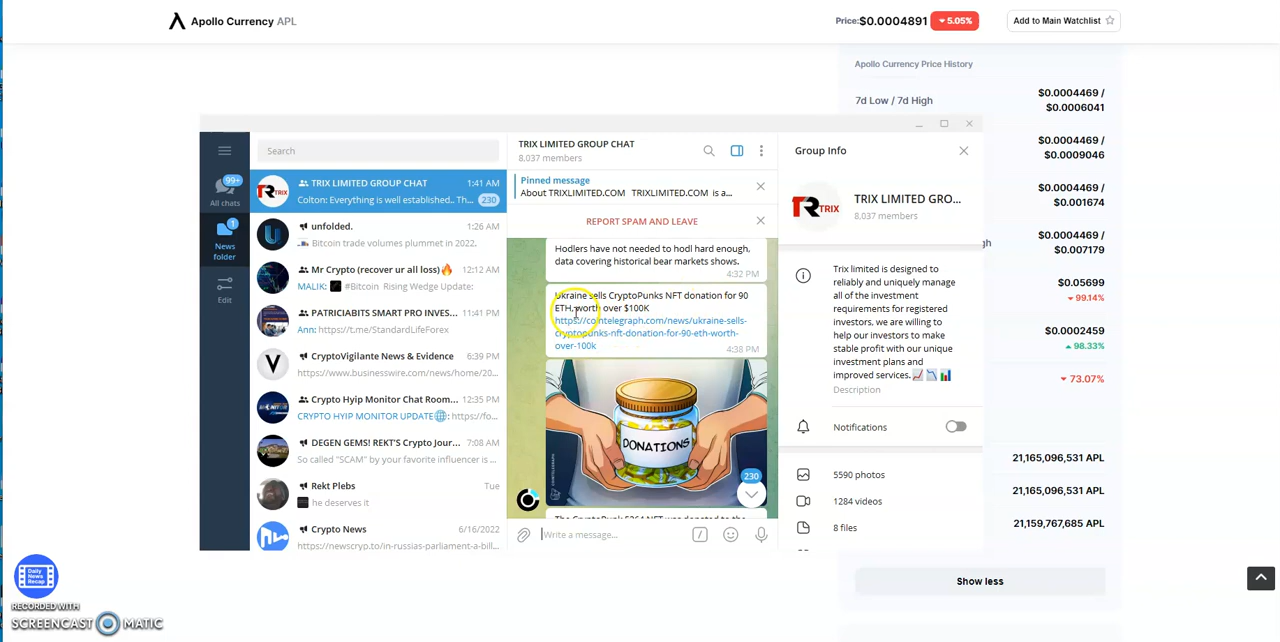 Apollo Currency APL
Price: $0.0004891 5.05%
Add to Main Watchlist
Apollo Currency Price History
7d Low / 7d High
$0.0004469 /
$0.0006041
$0.0004469 /
$0.0009046
$0.0004469 /
$0.001674
$0.0004469 /
$0.007179
gh
$0.05699
99.14%
$0.0002459
98.33%
73.07%
21,165,096,531 APL
21,165,096,531 APL
21,159,767,685 APL
Show less
99+
All chats
1
News
folder
Edit
Search
TRIX LIMITED GROUP CHAT 1:41 AM
Colton: Everything is well established.. Th... 230
unfolded. 1:26 AM
Bitcoin trade volumes plummet in 2022,
Mr Crypto (recover ur all loss)🔥 12:12 AM
MALIK: #Bitcoin Rising Wedge Update:
PATRICIABITS SMART PRO INVES... 11:41 PM
Ann: https://t.me/StandardLifeForex
CryptoVigilante News & Evidence 6:39 PM
https://www.businesswire.com/news/home/20...
Crypto Hyip Monitor Chat Room... 12:35 PM
CRYPTO HYIP MONITOR UPDATE🌐: https://fo...
DEGEN GEMS! REKT'S Crypto Jour... 7:08 AM
So called "SCAM" by your favorite influencer is ...
Rekt Plebs Tue
he deserves it
Crypto News 6/16/2022
https://newscryp.to/in-russias-parliament-a-bill...
TRIX LIMITED GROUP CHAT
8,037 members
Pinned message
About TRIXLIMITED.COM TRIXLIMITED.COM is a...
REPORT SPAM AND LEAVE
Hodlers have not needed to hodl hard enough,
data covering historical bear markets shows.
4:32 PM
Ukraine sells CryptoPunks NFT donation for 90
ETH, worth over $100K
https://cointelegraph.com/news/ukraine-sells-
cryptopunks-nft-donation-for-90-eth-worth-
over-100k
4:38 PM
DONATIONS
230
Write a message...
Group Info
TRIX
TRIX LIMITED GRO...
8,037 members
Trix limited is designed to
reliably and uniquely manage
all of the investment
requirements for registered
investors, we are willing to
help our investors to make
stable profit with our unique
investment plans and
improved services.📈📉📊
Description
Notifications
5590 photos
1284 videos
8 files
Daily
News
Recap
RECORDED WITH
SCREENCAST MATIC